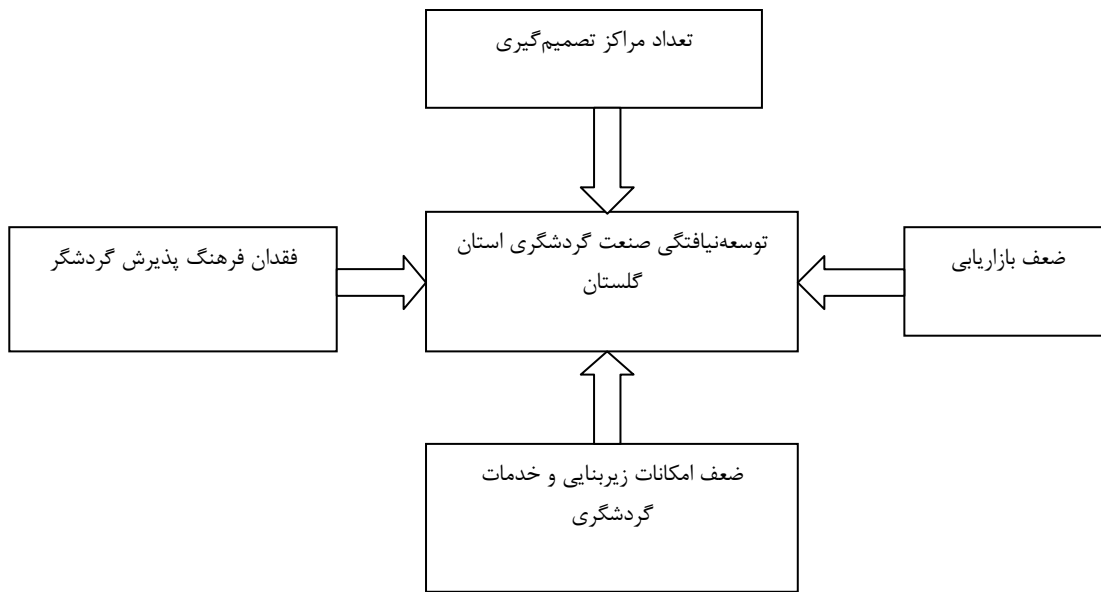 تعداد مراکز تصمیم‌گیری
توسعه‌نیافتگی صنعت گردشگری استان
گلستان
ضعف بازاریابی
فقدان فرهنگ پذیرش گردشگر
ضعف امکانات زیربنایی و خدمات
گردشگری